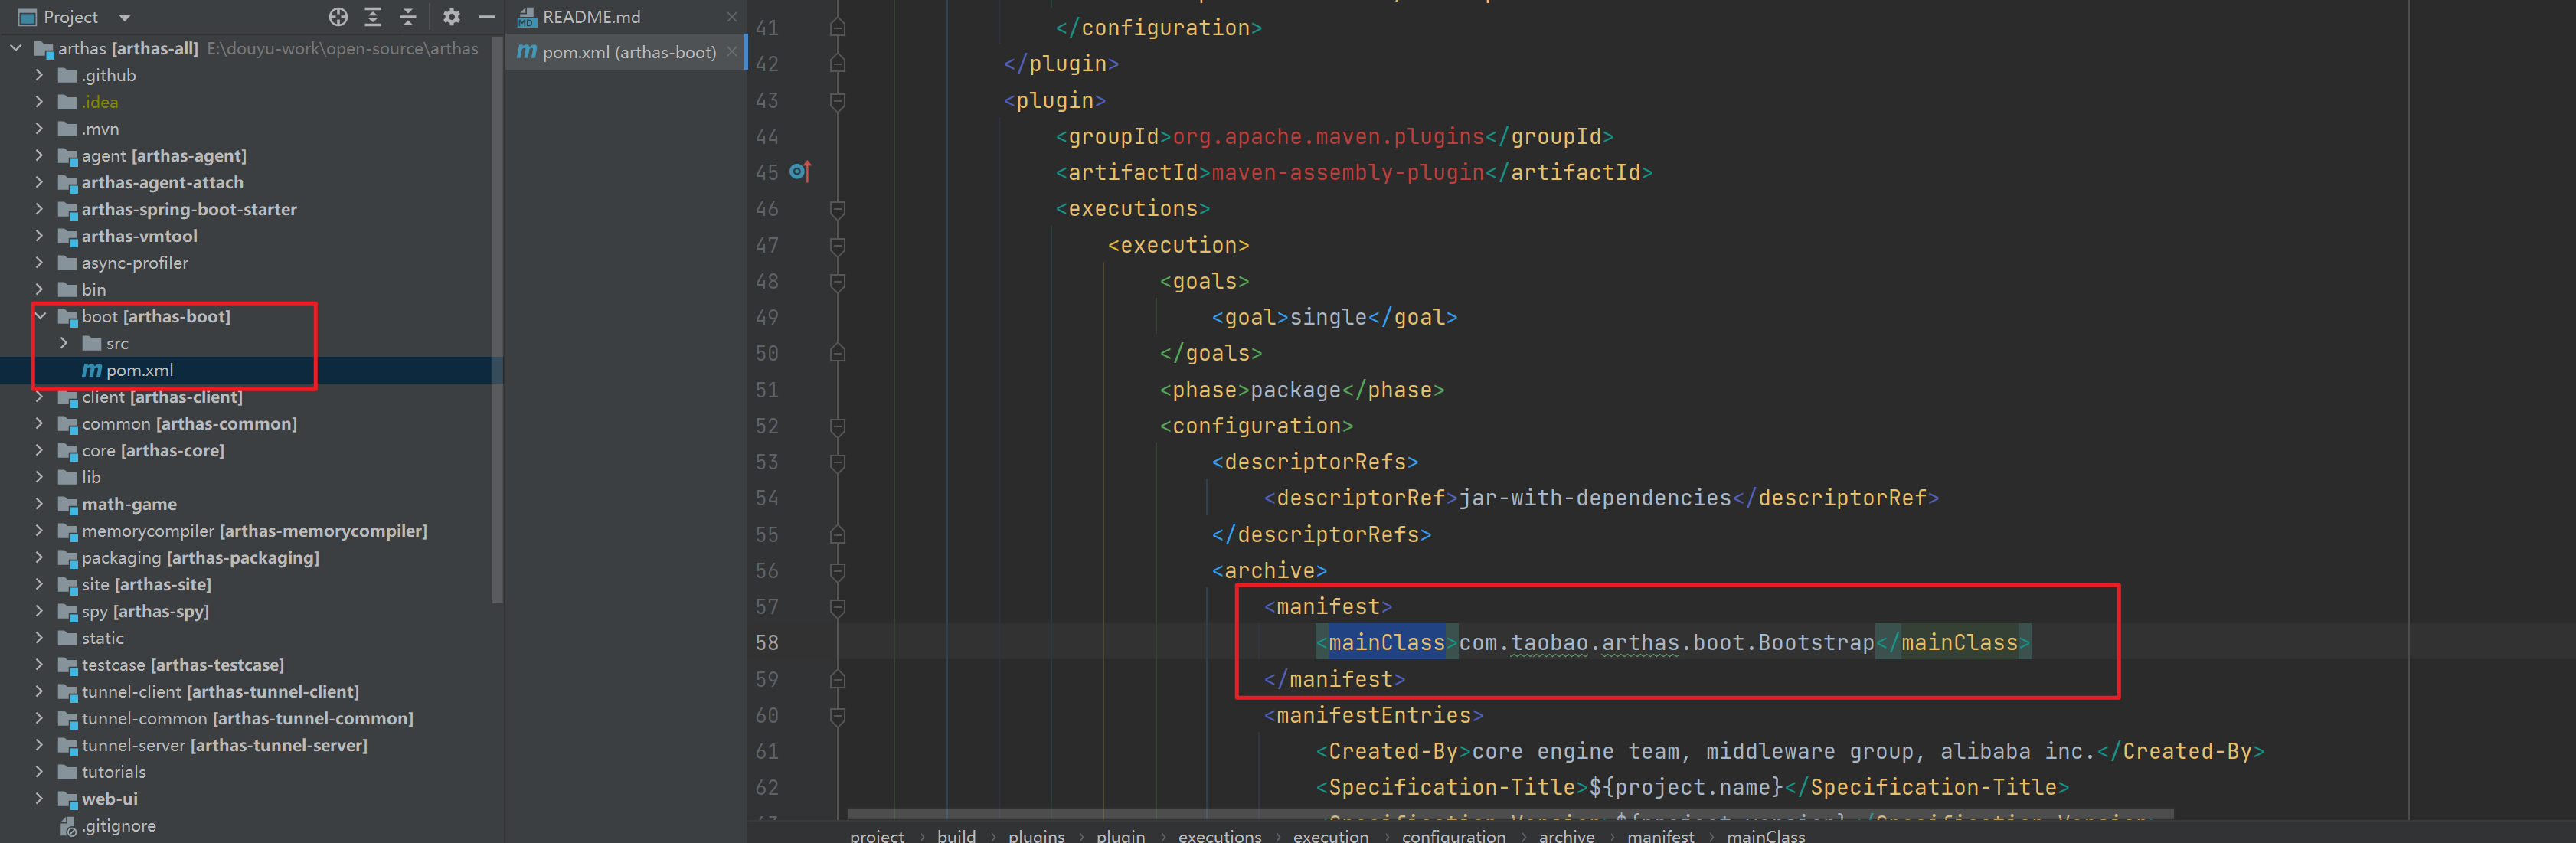 Project
arthas [arthas-all] E:\douyu-work\open-source\arthas
.github
.idea
.mvn
agent [arthas-agent]
arthas-agent-attach
arthas-spring-boot-starter
arthas-vmtool
async-profiler
bin
boot [arthas-boot]
src
pom.xml
client [arthas-client]
common [arthas-common]
core [arthas-core]
lib
math-game
memorycompiler [arthas-memorycompiler]
packaging [arthas-packaging]
site [arthas-site]
spy [arthas-spy]
static
testcase [arthas-testcase]
tunnel-client [arthas-tunnel-client]
tunnel-common [arthas-tunnel-common]
tunnel-server [arthas-tunnel-server]
tutorials
web-ui
.gitignore
README.md
pom.xml (arthas-boot)
41 </configuration>
42 </plugin>
43 <plugin>
44 <groupId>org.apache.maven.plugins</groupId>
45 <artifactId>maven-assembly-plugin</artifactId>
46 <executions>
47 <execution>
48 <goals>
49 <goal>single</goal>
50 </goals>
51 <phase>package</phase>
52 <configuration>
53 <descriptorRefs>
54 <descriptorRef>jar-with-dependencies</descriptorRef>
55 </descriptorRefs>
56 <archive>
57 <manifest>
58 <mainClass>com.taobao.arthas.boot.Bootstrap</mainClass>
59 </manifest>
60 <manifestEntries>
61 <Created-By>core engine team, middleware group, alibaba inc.</Created-By>
62 <Specification-Title>${project.name}</Specification-Title>
project > build > plugins > plugin > executions > execution > configuration > archive > manifest > mainClass